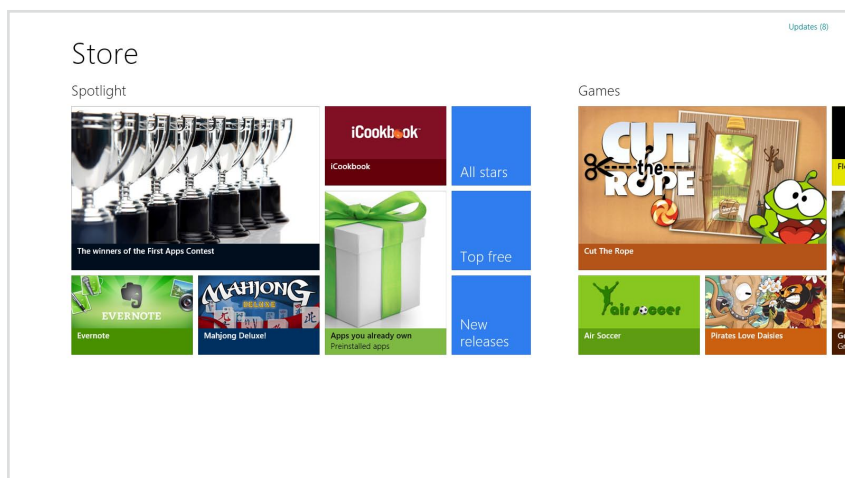 Updates (8)
Store
Spotlight
The winners of the First Apps Contest
iCookbook
iCookbook
All stars
Top free
New
releases
EVERNOTE
Evernote
MAHJONG
DELUXE
Mahjong Deluxe!
Apps you already own
Preinstalled apps
Games
CUT
the
ROPE
Cut The Rope
air soccer
Air Soccer
Pirates Love Daisies